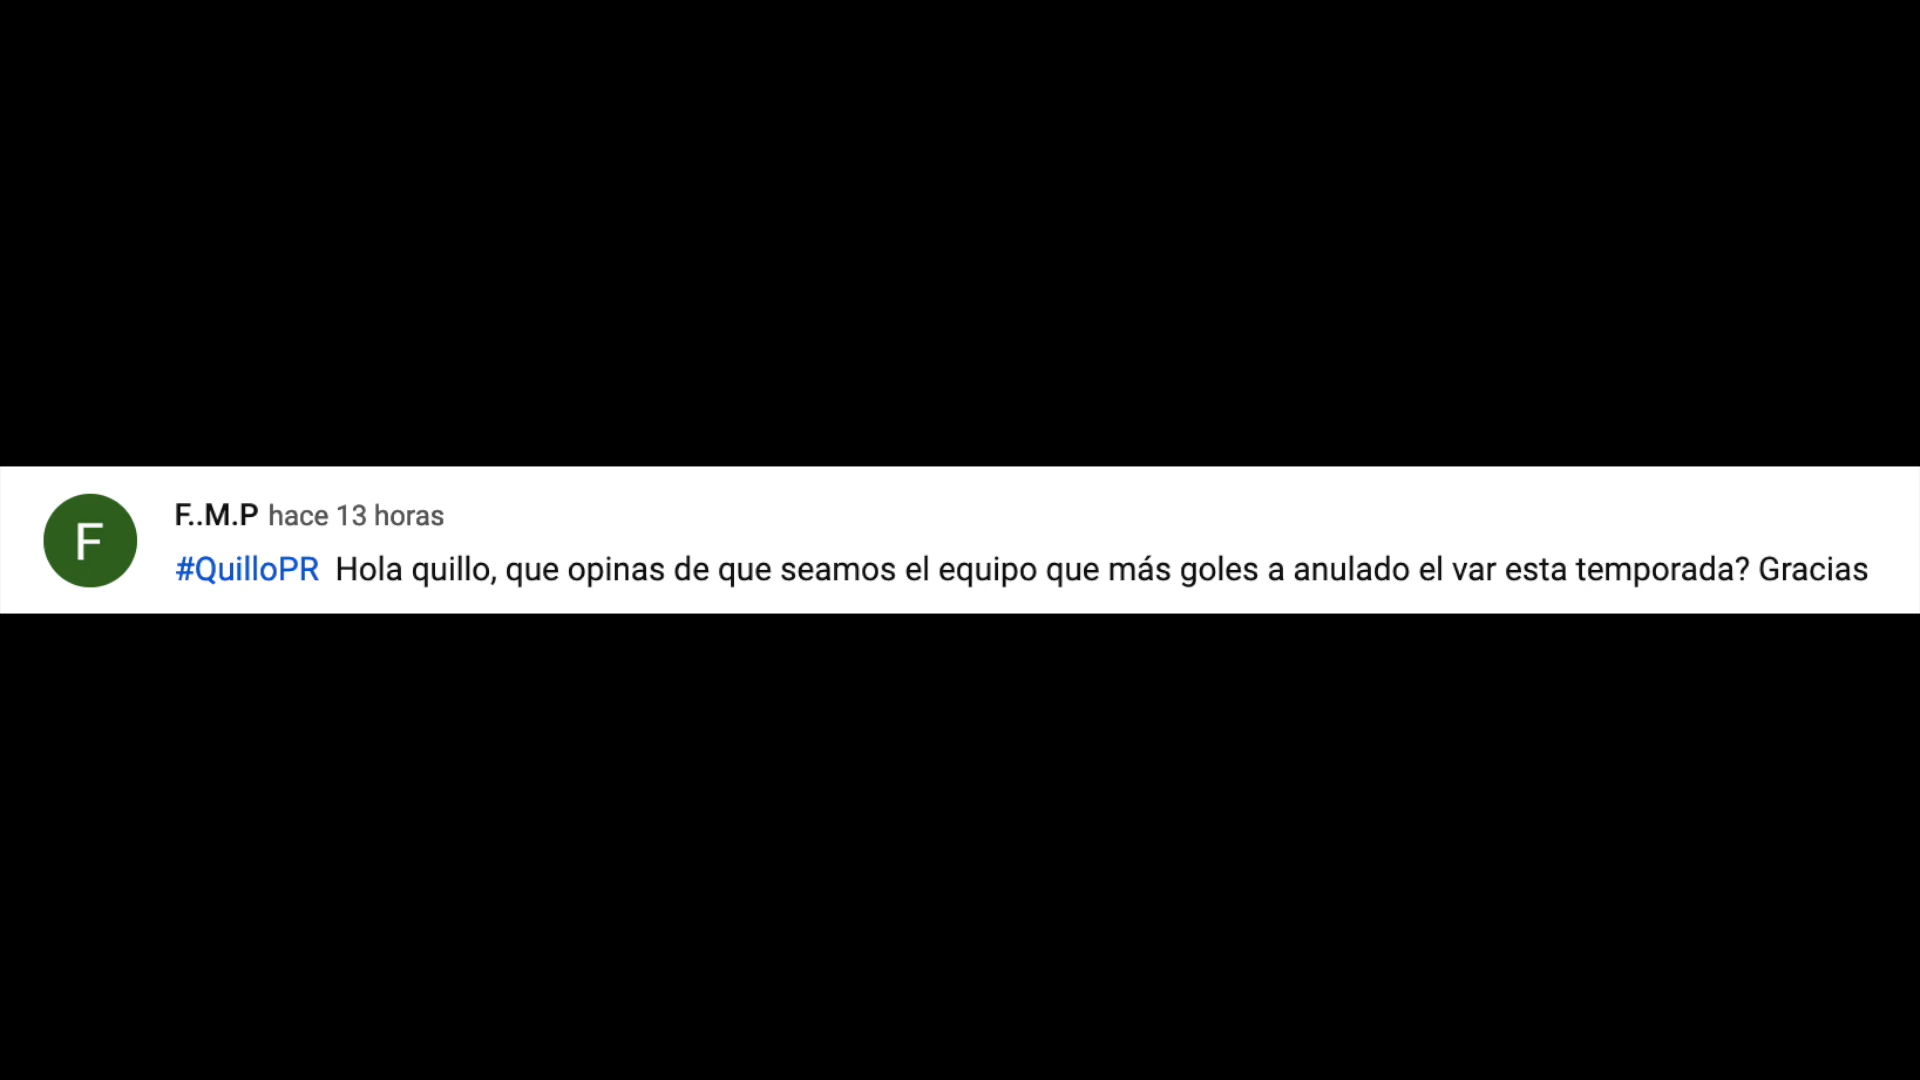 F
F..M.P hace 13 horas
#QuilloPR Hola quillo, que opinas de que seamos el equipo que más goles a anulado el var esta temporada? Gracias